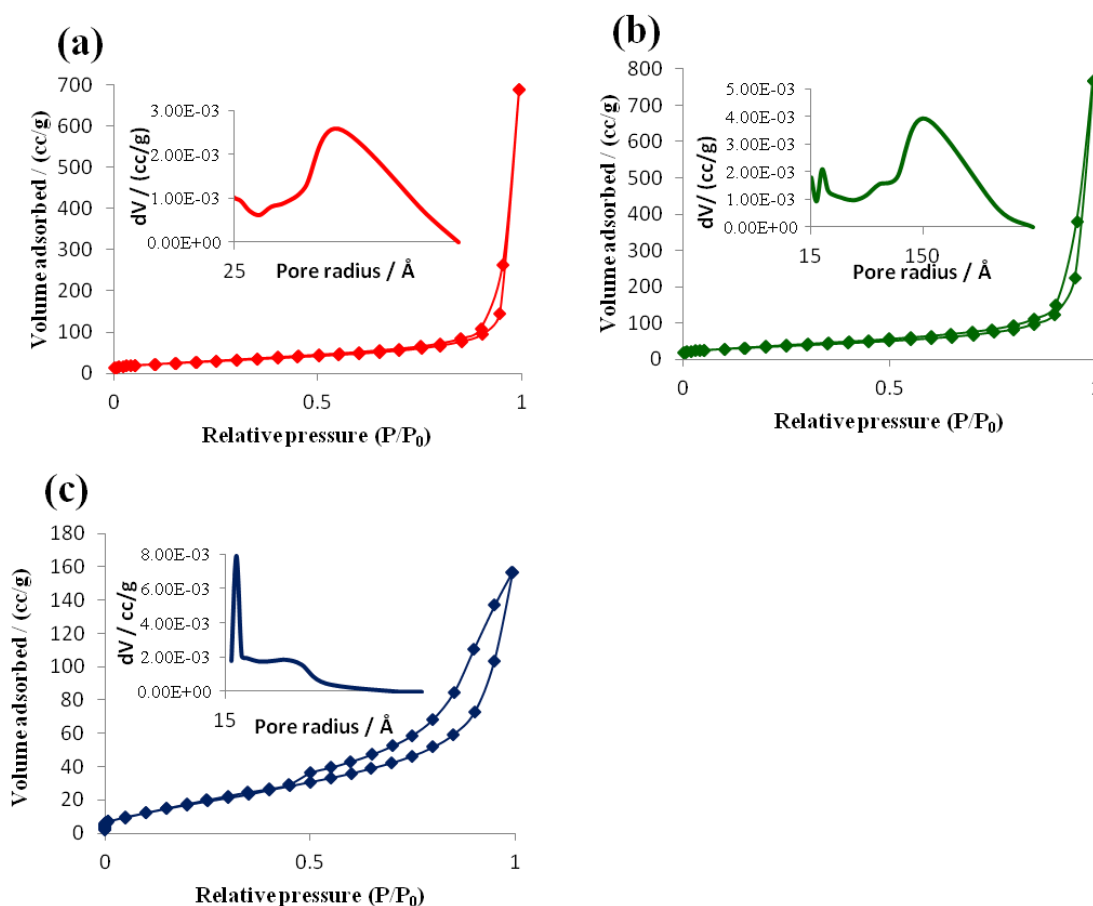 (a)
700
600
500
400
300
200
100
0
Volume adsorbed / (cc/g)
0
0.5
1
Relative pressure (P/P0)
3.00E-03
2.00E-03
1.00E-03
0.00E+00
dV / (cc/g)
25
Pore radius / Å
(b)
800
700
600
500
400
300
200
100
0
Volume adsorbed / (cc/g)
0
0.5
1
Relative pressure (P/P0)
5.00E-03
4.00E-03
3.00E-03
2.00E-03
1.00E-03
0.00E+00
dV/ (cc/g)
15
150
Pore radius / Å
(c)
180
160
140
120
100
80
60
40
20
0
Volume adsorbed / (cc/g)
0
0.5
1
Relative pressure (P/P0)
8.00E-03
6.00E-03
4.00E-03
2.00E-03
0.00E+00
dV / cc/g
15
Pore radius / Å